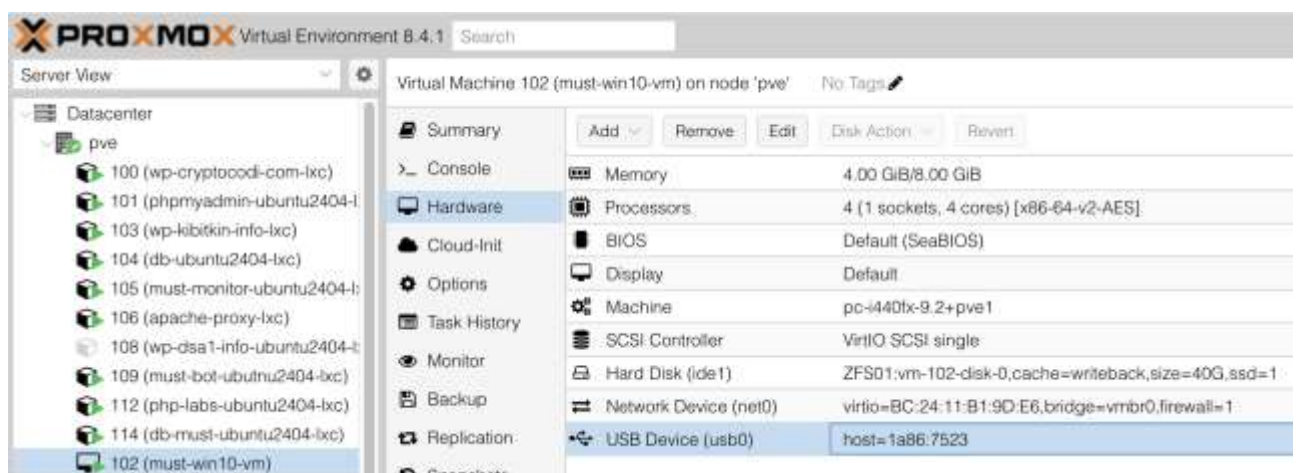 PROXMOX Virtual Environment 8.4.1 Search
Server View
Datacenter
pve
100 (wp-cryptocodi-com-lxc)
101 (phpmyadmin-ubuntu2404-l
103 (wp-kibitkin-info-lxc)
104 (db-ubuntu2404-lxc)
105 (must-monitor-ubuntu2404-l
106 (apache-proxy-lxc)
108 (wp-dsa1-info-ubuntu2404-l
109 (must-bot-ubutnu2404-lxc)
112 (php-labs-ubuntu2404-lxc)
114 (db-must-ubuntu2404-lxc)
102 (must-win10-vm)
Virtual Machine 102 (must-win10-vm) on node 'pve' No Tags
Summary
Console
Hardware
Cloud-Init
Options
Task History
Monitor
Backup
Replication
Snapshots
Add Remove Edit Disk Action Revert
Memory 4.00 GiB/8.00 GiB
Processors 4 (1 sockets, 4 cores) [x86-64-v2-AES]
BIOS Default (SeaBIOS)
Display Default
Machine pc-i440fx-9.2+pve1
SCSI Controller VirtIO SCSI single
Hard Disk (ide1) ZFS01:vm-102-disk-0,cache=writeback,size=40G,ssd=1
Network Device (net0) virtio=BC:24:11:B1:9D:E6,bridge=vmbr0,firewall=1
USB Device (usb0) host=1a86:7523